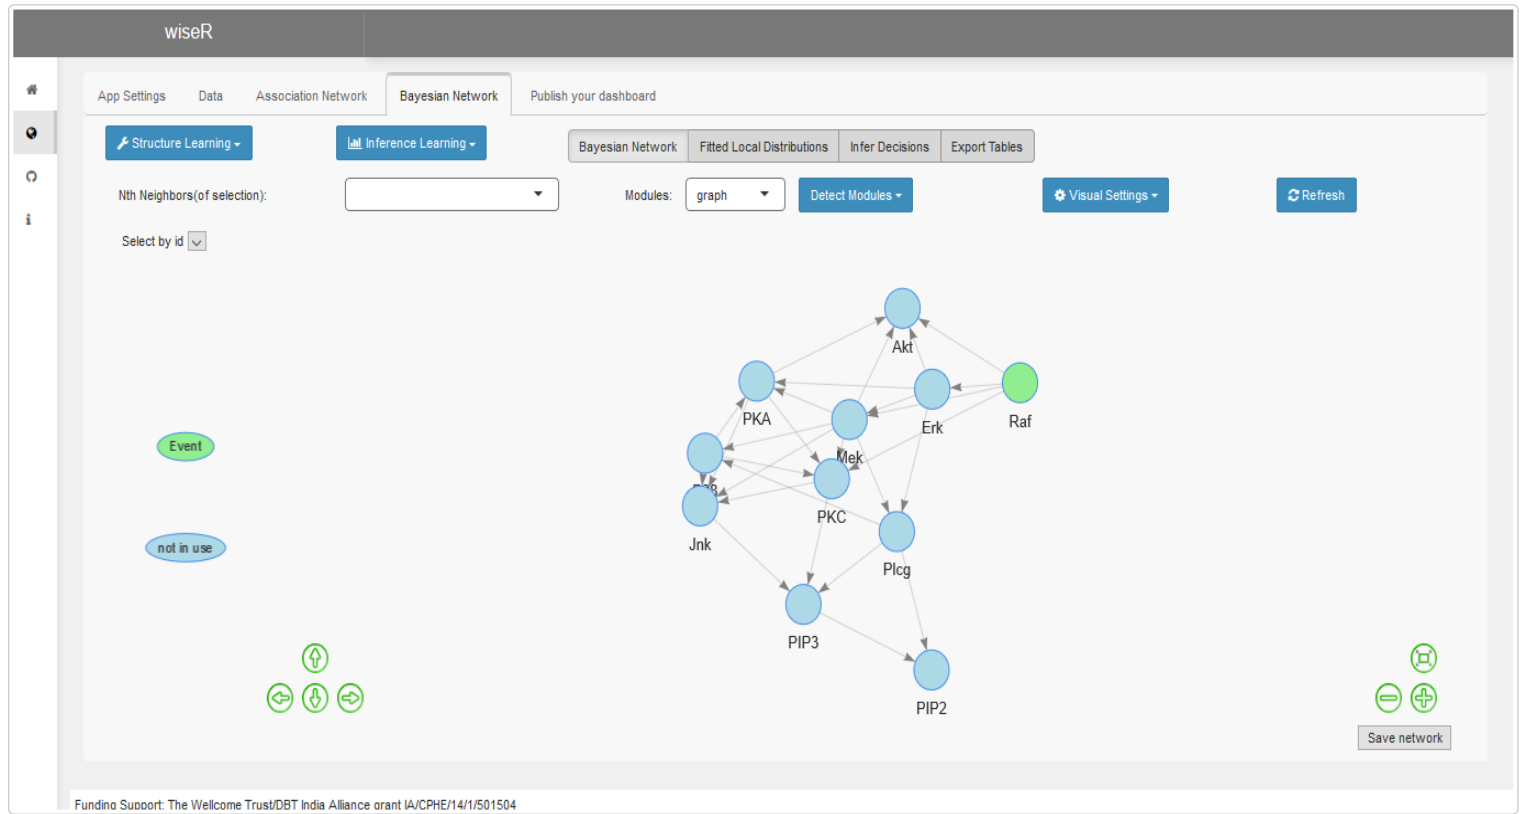 wiseR
App Settings Data Association Network Bayesian Network Publish your dashboard
Structure Learning Inference Learning Bayesian Network Fitted Local Distributions Infer Decisions Export Tables
Nth Neighbors(of selection): Modules: graph Detect Modules Visual Settings Refresh
Select by id
Akt
PKA
Erk
Raf
Event
Mek
PKC
not in use
Jnk
Plcg
PIP3
PIP2
Save network
Funding Support: The Wellcome Trust/DBT India Alliance grant IA/CPHE/14/1/501504